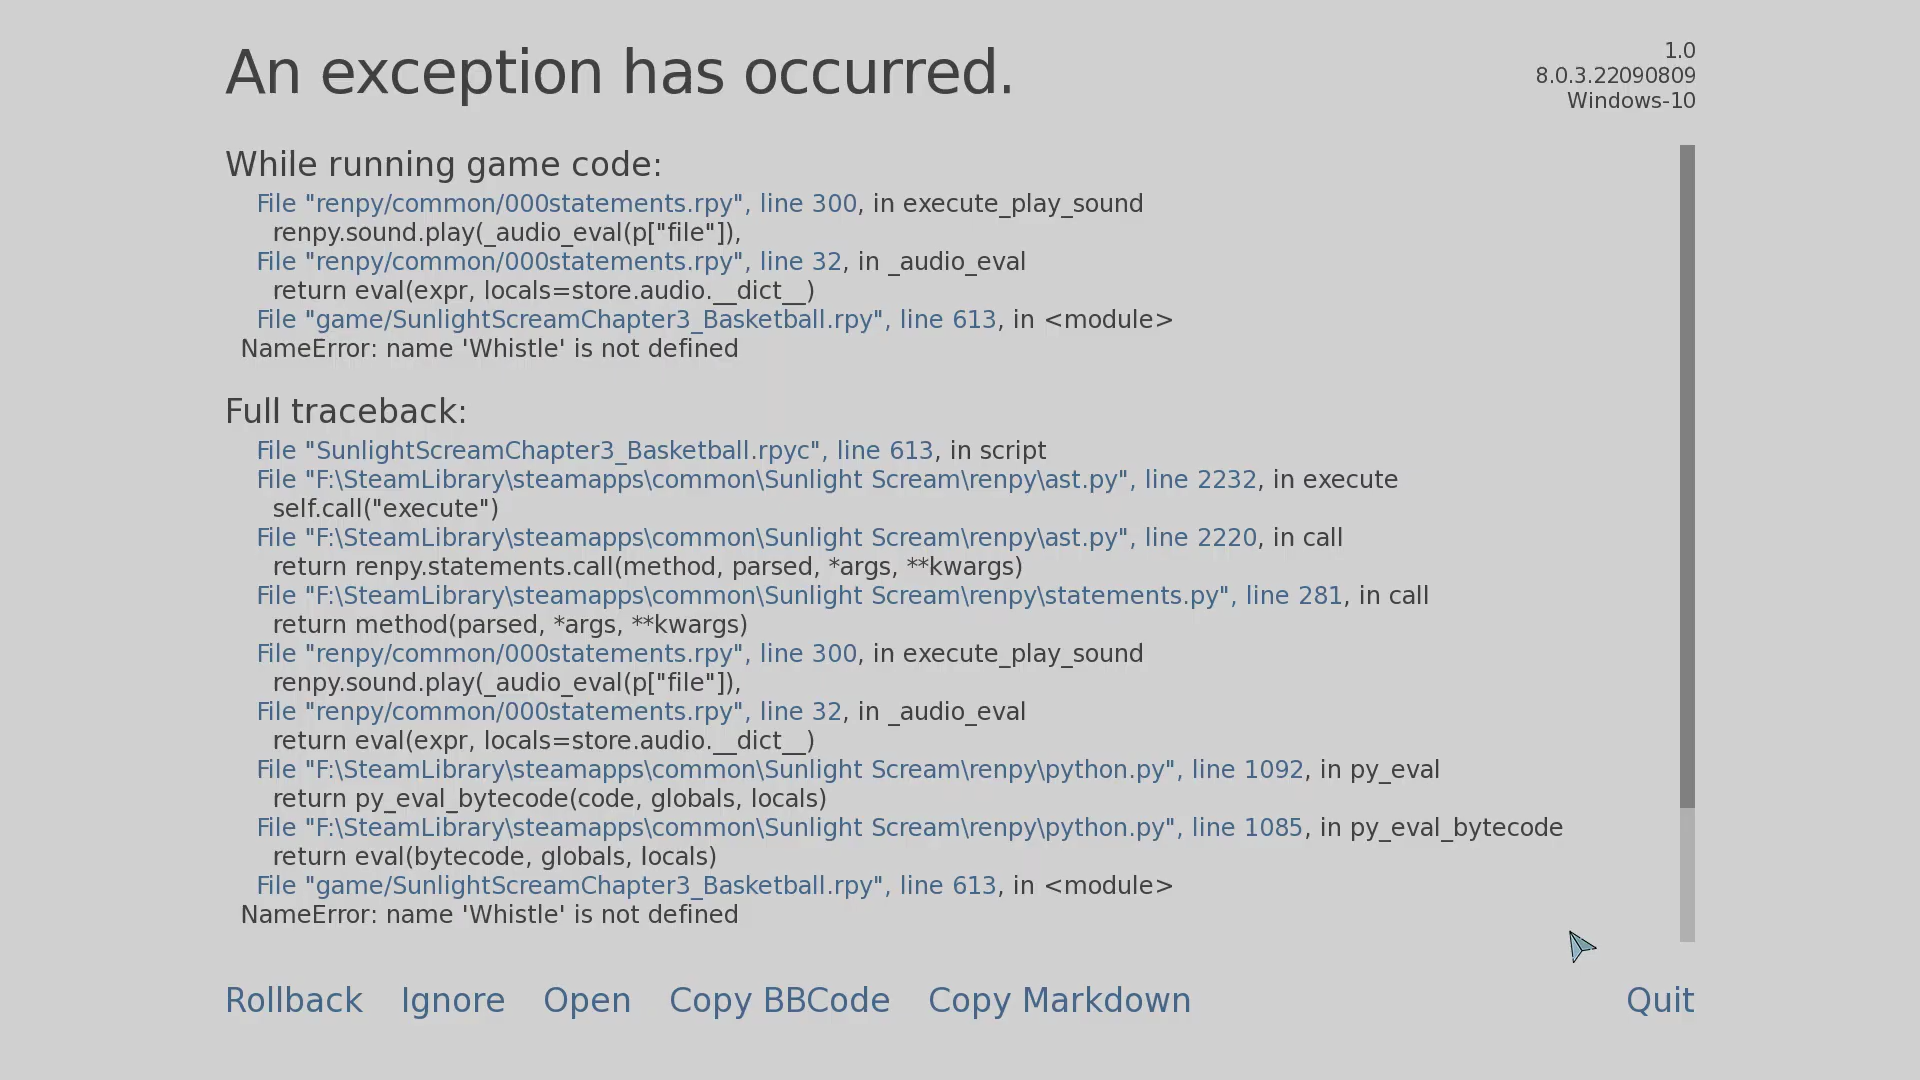 An exception has occurred.
1.0
8.0.3.22090809
Windows-10
While running game code:
File "renpy/common/000statements.rpy", line 300, in execute_play_sound
renpy.sound.play(_audio_eval(p["file"]),
File "renpy/common/000statements.rpy", line 32, in _audio_eval
return eval(expr, locals=store.audio.__dict__)
File "game/SunlightScreamChapter3_Basketball.rpy", line 613, in <module>
NameError: name 'Whistle' is not defined
Full traceback:
File "SunlightScreamChapter3_Basketball.rpyc", line 613, in script
File "F:\SteamLibrary\steamapps\common\Sunlight Scream\renpy\ast.py", line 2232, in execute
self.call("execute")
File "F:\SteamLibrary\steamapps\common\Sunlight Scream\renpy\ast.py", line 2220, in call
return renpy.statements.call(method, parsed, *args, **kwargs)
File "F:\SteamLibrary\steamapps\common\Sunlight Scream\renpy\statements.py", line 281, in call
return method(parsed, *args, **kwargs)
File "renpy/common/000statements.rpy", line 300, in execute_play_sound
renpy.sound.play(_audio_eval(p["file"]),
File "renpy/common/000statements.rpy", line 32, in _audio_eval
return eval(expr, locals=store.audio.__dict__)
File "F:\SteamLibrary\steamapps\common\Sunlight Scream\renpy\python.py", line 1092, in py_eval
return py_eval_bytecode(code, globals, locals)
File "F:\SteamLibrary\steamapps\common\Sunlight Scream\renpy\python.py", line 1085, in py_eval_bytecode
return eval(bytecode, globals, locals)
File "game/SunlightScreamChapter3_Basketball.rpy", line 613, in <module>
NameError: name 'Whistle' is not defined
Rollback Ignore Open Copy BBCode Copy Markdown Quit